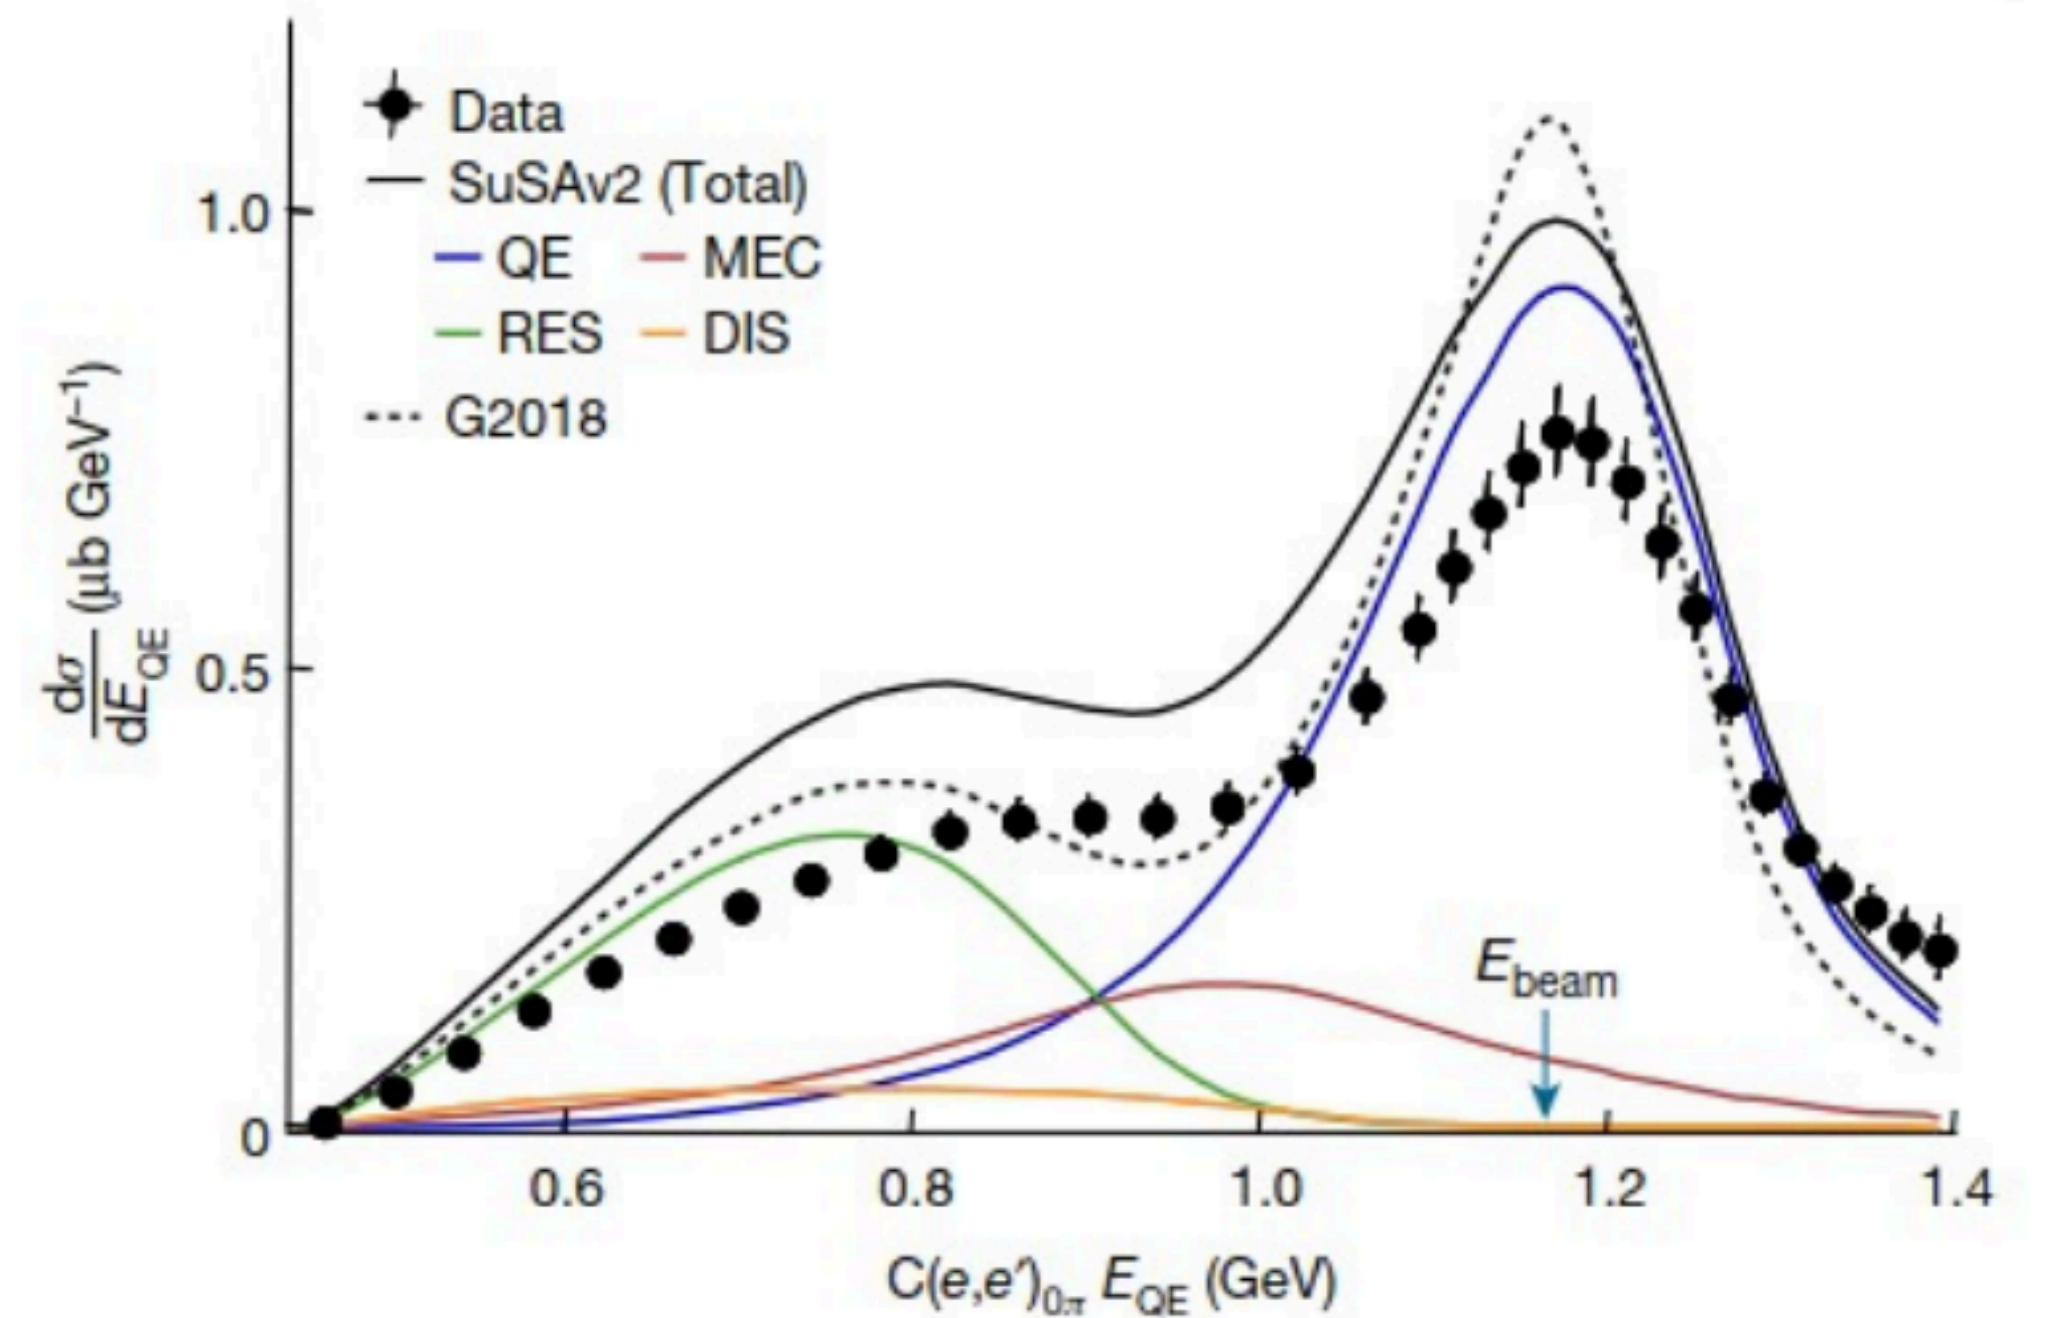 Data
SuSAv2 (Total)
QE MEC
RES DIS
G2018
1.0
0.5
0
dσ/dE_QE (μb GeV⁻¹)
E_beam
0.6 0.8 1.0 1.2 1.4
C(e,e′)_0π E_QE (GeV)